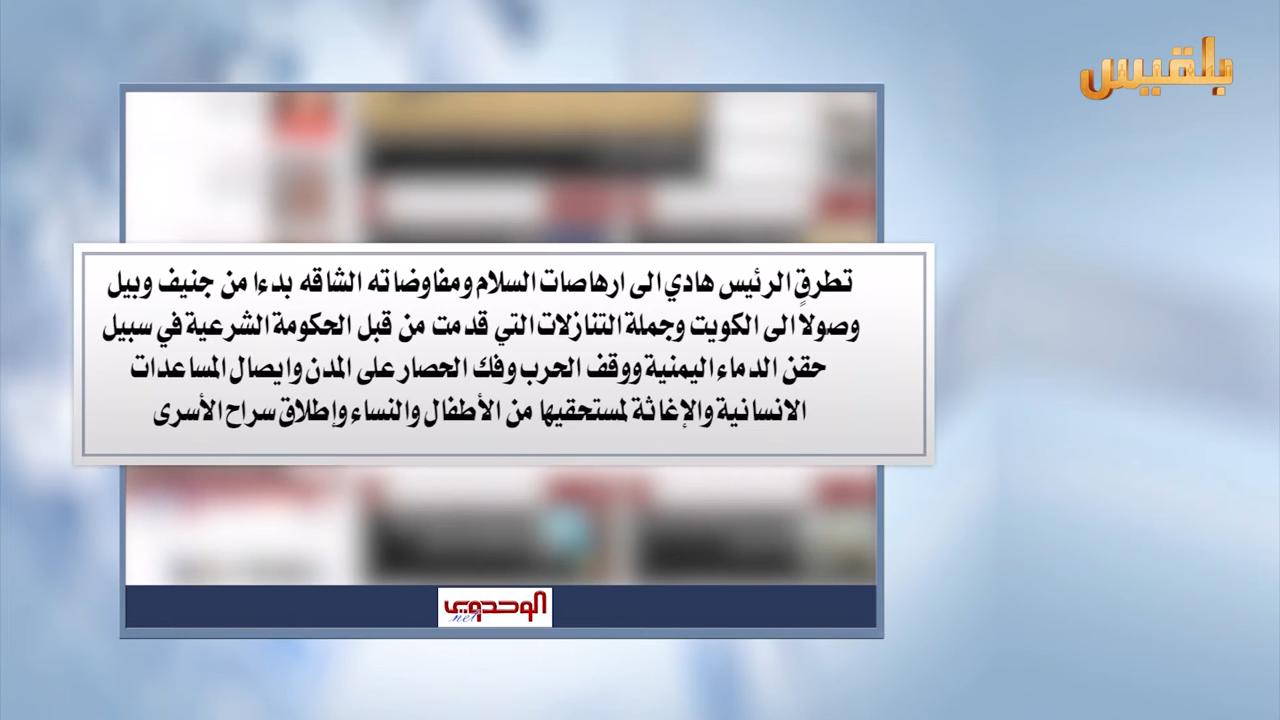 بلقيس
تطرق الرئيس هادي الى ارهاصات السلام ومفاوضاته الشاقه بدءا من جنيف وبيل
وصولاً الى الكويت وجملة التنازلات التي قدمت من قبل الحكومة الشرعية في سبيل
حقن الدماء اليمنية ووقف الحرب وفك الحصار على المدن وايصال المساعدات
الانسانية والإغاثة لمستحقيها من الأطفال والنساء وإطلاق سراح الأسرى
الوحدوي
.net